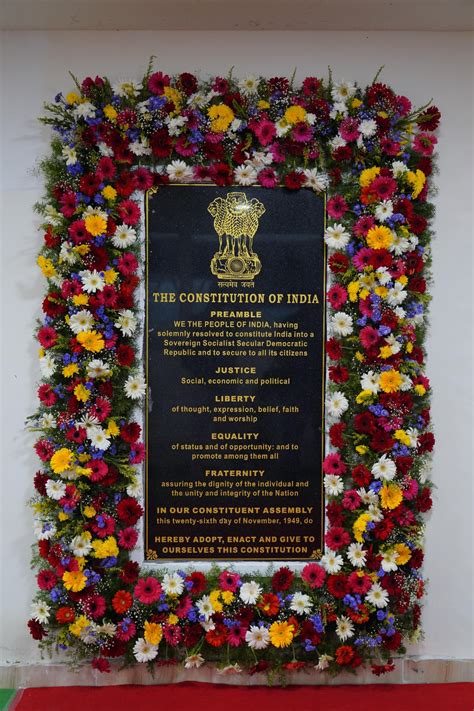 सत्यमेव जयते
THE CONSTITUTION OF INDIA
PREAMBLE
WE THE PEOPLE OF INDIA, having
solemnly resolved to constitute India into a
Sovereign Socialist Secular Democratic
Republic and to secure to all its citizens
JUSTICE
Social, economic and political
LIBERTY
of thought, expression, belief, faith
and worship
EQUALITY
of status and of opportunity: and to
promote among them all
FRATERNITY
assuring the dignity of the individual and
the unity and integrity of the Nation
IN OUR CONSTITUENT ASSEMBLY
this twenty-sixth day of November, 1949, do
HEREBY ADOPT, ENACT AND GIVE TO
OURSELVES THIS CONSTITUTION